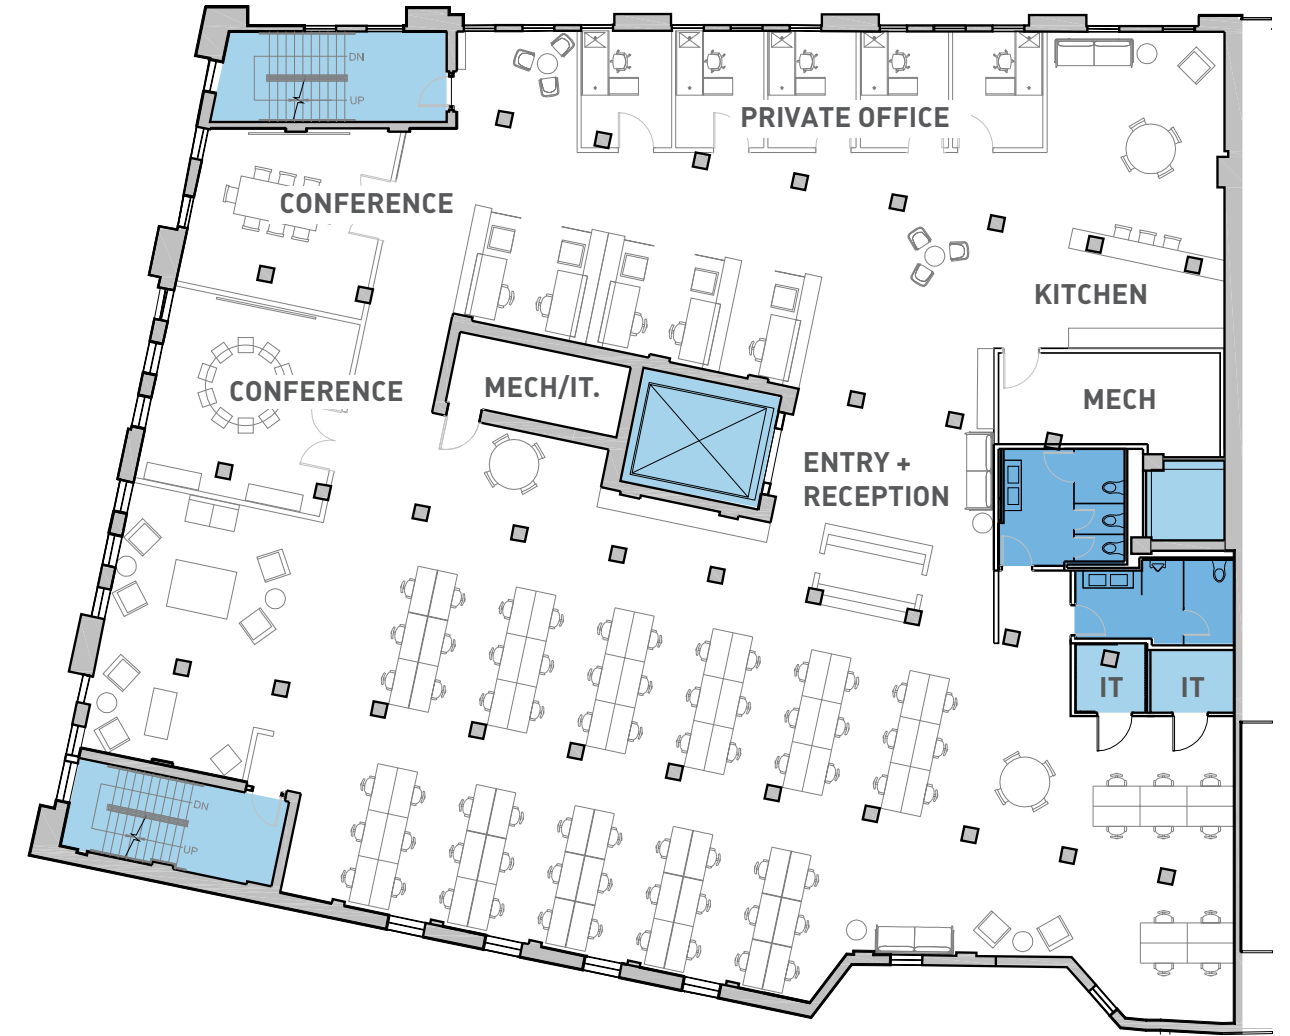 DN
UP
PRIVATE OFFICE
CONFERENCE
KITCHEN
CONFERENCE
MECH/IT.
MECH
ENTRY +
RECEPTION
IT
IT
DN
UP